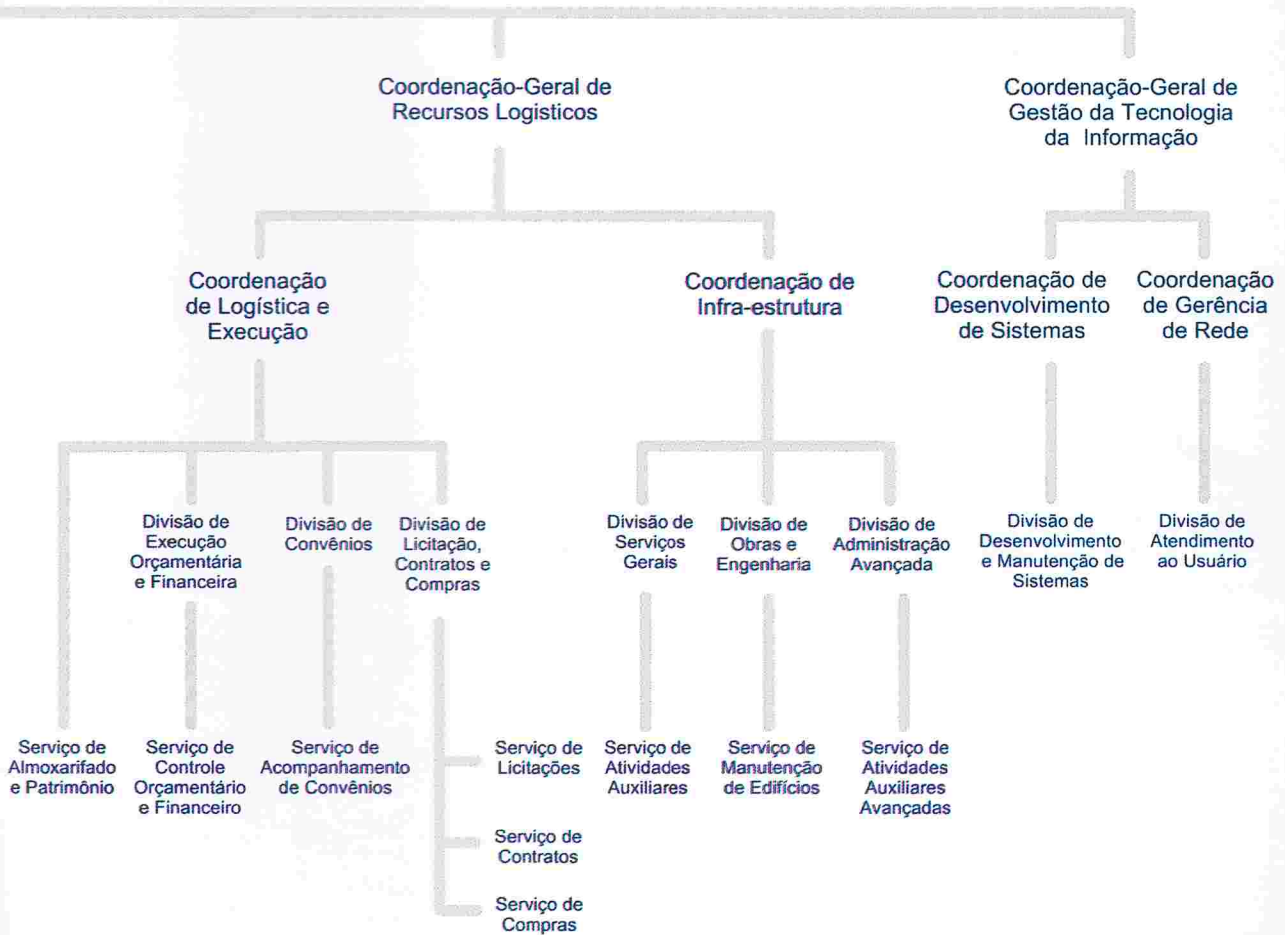 Coordenação-Geral de
Recursos Logisticos
Coordenação-Geral de
Gestão da Tecnologia
da Informação
Coordenação
de Logística e
Execução
Coordenação de
Infra-estrutura
Coordenação de
Desenvolvimento
de Sistemas
Coordenação
de Gerência
de Rede
Divisão de
Execução
Orçamentária
e Financeira
Divisão de
Convênios
Divisão de
Licitação,
Contratos e
Compras
Divisão de
Serviços
Gerais
Divisão de
Obras e
Engenharia
Divisão de
Administração
Avançada
Divisão de
Desenvolvimento
e Manutenção de
Sistemas
Divisão de
Atendimento
ao Usuário
Serviço de
Almoxarifado
e Patrimônio
Serviço de
Controle
Orçamentário
e Financeiro
Serviço de
Acompanhamento
de Convênios
Serviço de
Licitações
Serviço de
Contratos
Serviço de
Compras
Serviço de
Atividades
Auxiliares
Serviço de
Manutenção
de Edifícios
Serviço de
Atividades
Auxiliares
Avançadas